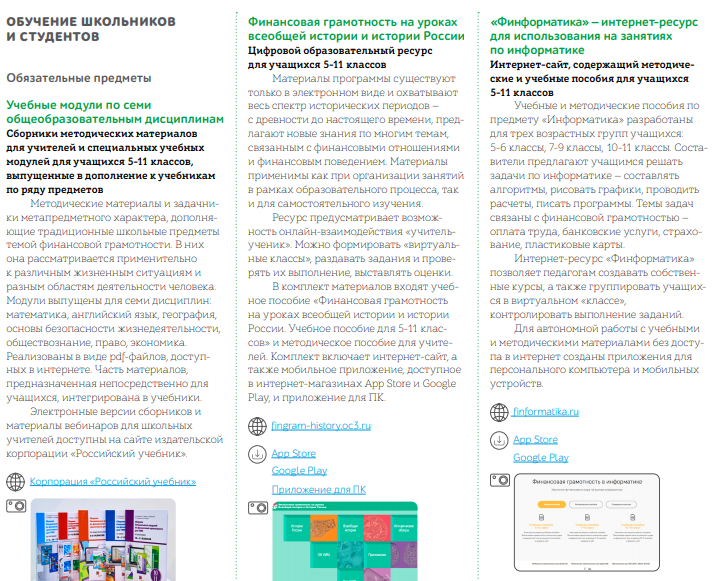 ОБУЧЕНИЕ ШКОЛЬНИКОВ
И СТУДЕНТОВ
Обязательные предметы
Учебные модули по семи
общеобразовательным дисциплинам
Сборники методических материалов
для учителей и специальных учебных
модулей для учащихся 5-11 классов,
выпущенные в дополнение к учебникам
по ряду предметов
Методические материалы и задачни-
ки метапредметного характера, дополня-
ющие традиционные школьные предметы
темой финансовой грамотности. В них
она рассматривается применительно
к различным жизненным ситуациям и
разным областям деятельности человека.
Модули выпущены для семи дисциплин:
математика, английский язык, география,
основы безопасности жизнедеятельности,
обществознание, право, экономика.
Реализованы в виде pdf-файлов, доступ-
ных в интернете. Часть материалов,
предназначенная непосредственно для
учащихся, интегрирована в учебники.
Электронные версии сборников и
материалы вебинаров для школьных
учителей доступны на сайте издательской
корпорации «Российский учебник».
Корпорация «Российский учебник»
Финансовая грамотность на уроках
всеобщей истории и истории России
Цифровой образовательный ресурс
для учащихся 5-11 классов
Материалы программы существуют
только в электронном виде и охватывают
весь спектр исторических периодов –
с древности до настоящего времени, пред-
лагают новые знания по многим темам,
связанным с финансовыми отношениями
и финансовым поведением. Материалы
применимы как при организации занятий
в рамках образовательного процесса, так
и для самостоятельного изучения.
Ресурс предусматривает возмож-
ность онлайн-взаимодействия «учитель-
ученик». Можно формировать «виртуаль-
ные классы», раздавать задания и прове-
рять их выполнение, выставлять оценки.
В комплект материалов входят учеб-
ное пособие «Финансовая грамотность
на уроках всеобщей истории и истории
России. Учебное пособие для 5-11 клас-
сов» и методическое пособие для учите-
лей. Комплект включает интернет-сайт, а
также мобильное приложение, доступное
в интернет-магазинах App Store и Google
Play, и приложение для ПК.
fingram-history.oc3.ru
App Store
Google Play
Приложение для ПК
«Финформатика» – интернет-ресурс
для использования на занятиях
по информатике
Интернет-сайт, содержащий методиче-
ские и учебные пособия для учащихся
5-11 классов
Учебные и методические пособия по
предмету «Информатика» разработаны
для трех возрастных групп учащихся:
5-6 классы, 7-9 классы, 10-11 классы. Соста-
вители предлагают учащимся решать
задачи по информатике – составлять
алгоритмы, рисовать графики, проводить
расчеты, писать программы. Темы задач
связаны с финансовой грамотностью –
оплата труда, банковские услуги, страхо-
вание, пластиковые карты.
Интернет-ресурс «Финформатика»
позволяет педагогам создавать собствен-
ные курсы, а также группировать учащих-
ся в виртуальном «классе»,
контролировать выполнение заданий.
Для автономной работы с учебными
и методическими материалами без досту-
па в интернет созданы приложения для
персонального компьютера и мобильных
устройств.
finformatika.ru
App Store
Google Play
Финансовая грамотность в информатике